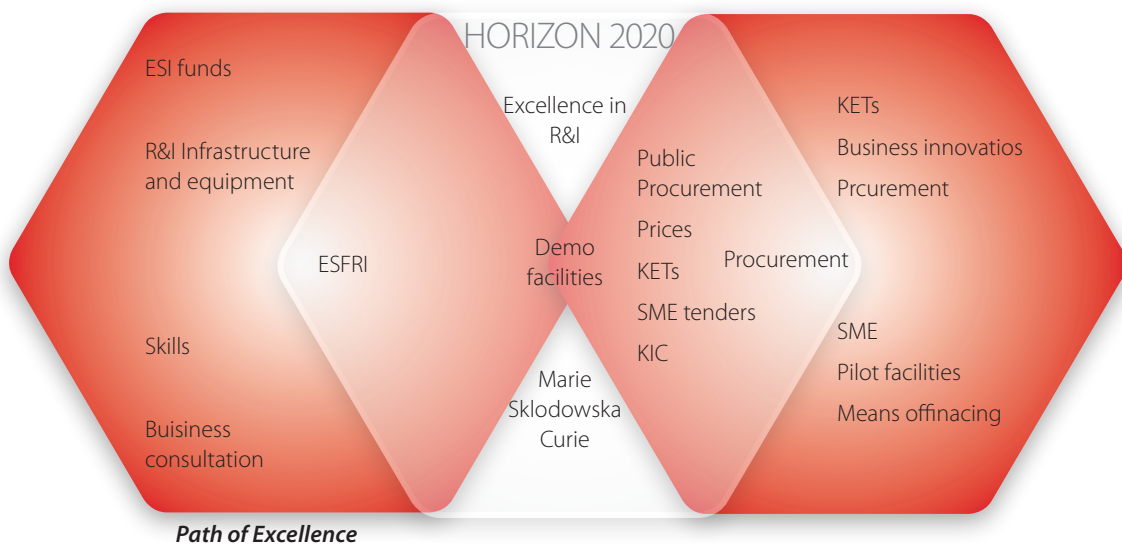 HORIZON 2020
ESI funds
R&I Infrastructure
and equipment
ESFRI
Skills
Buisiness
consultation
Excellence in
R&I
Demo
facilities
Marie
Sklodowska
Curie
Public
Procurement
Prices
KETs
SME tenders
KIC
Procurement
KETs
Business innovatios
Prcurement
SME
Pilot facilities
Means offinacing
Path of Excellence